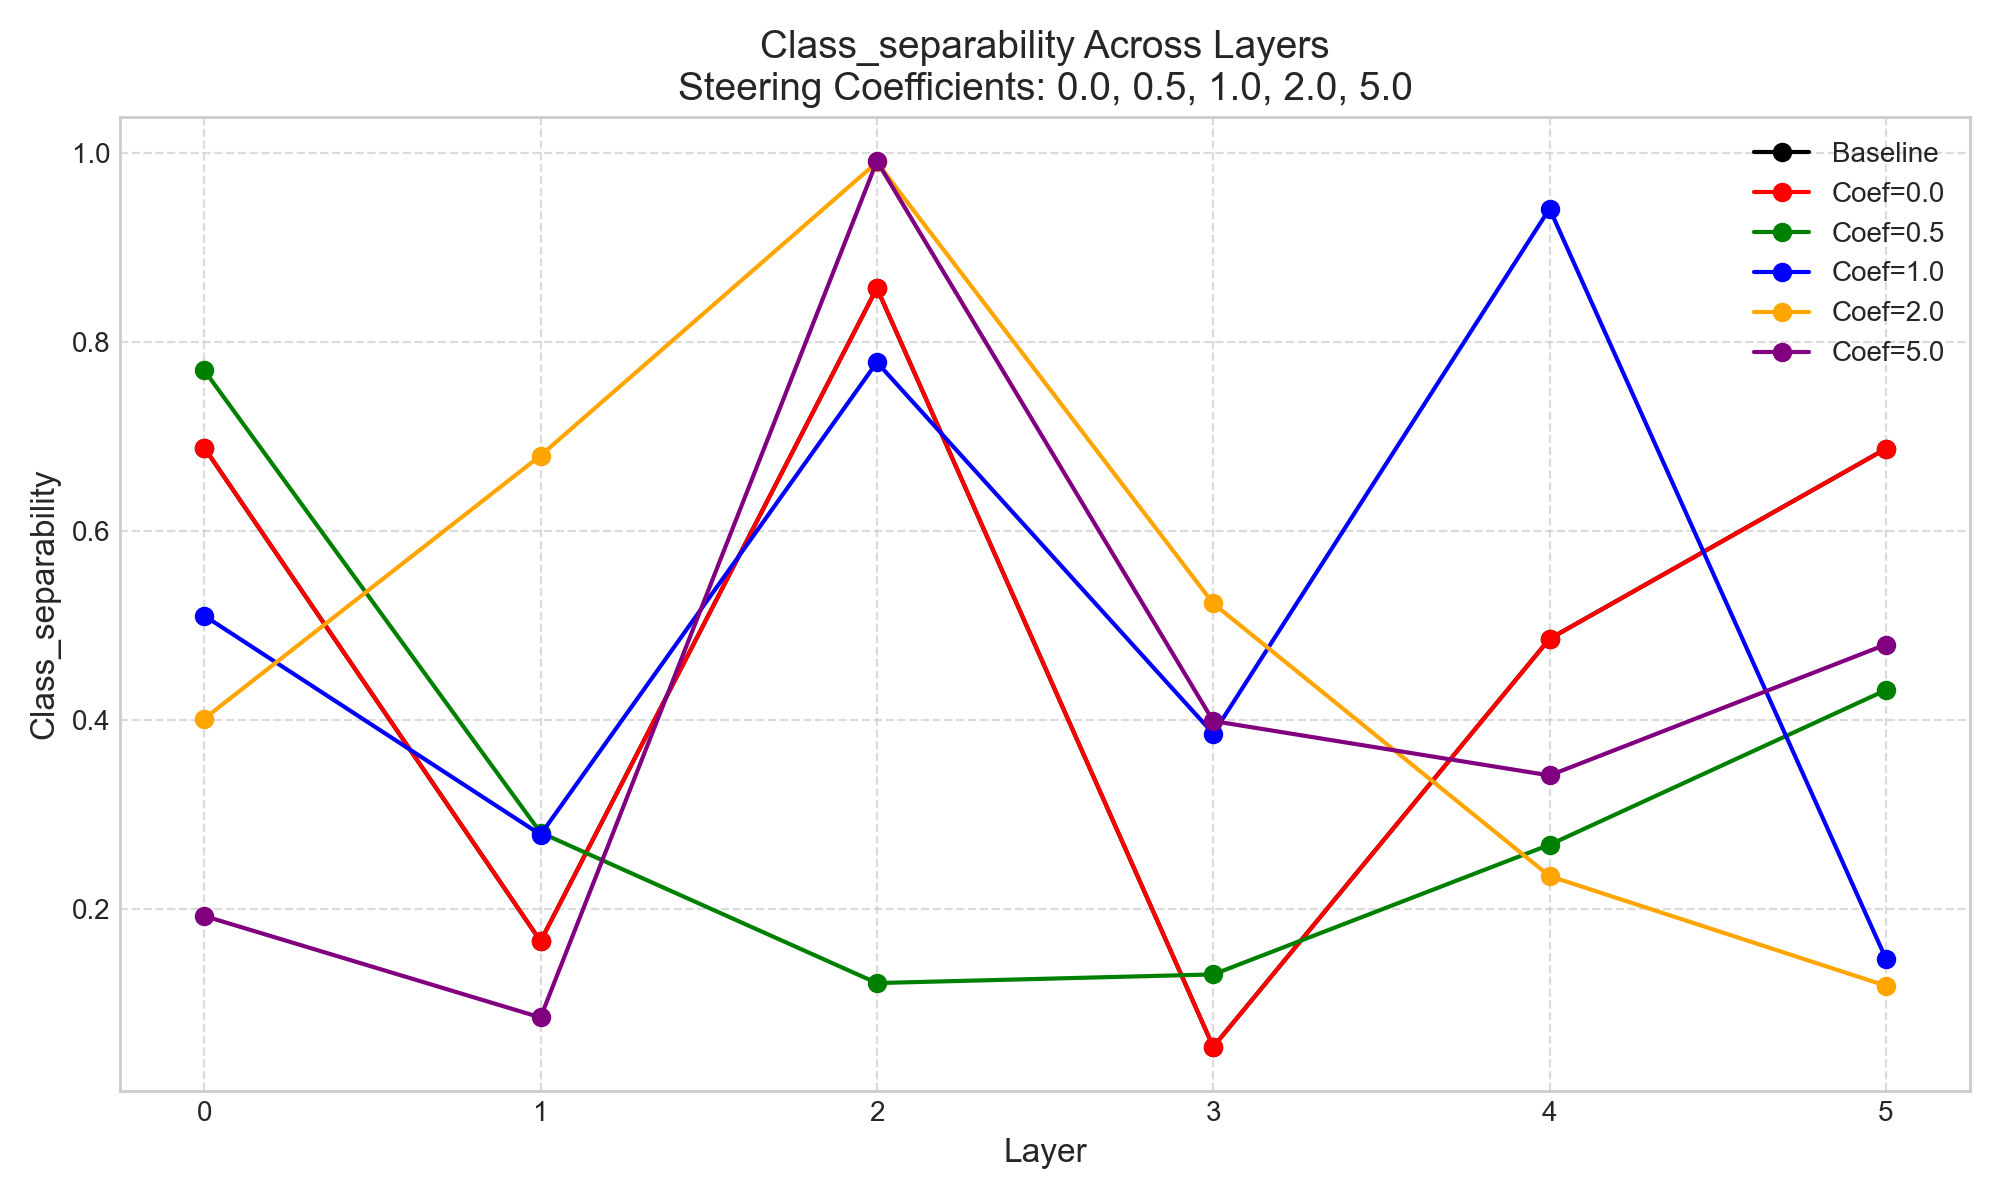 Class_separability Across Layers
Steering Coefficients: 0.0, 0.5, 1.0, 2.0, 5.0
1.0
0.8
0.6
0.4
0.2
Class_separability
Baseline
Coef=0.0
Coef=0.5
Coef=1.0
Coef=2.0
Coef=5.0
0 1 2 3 4 5
Layer